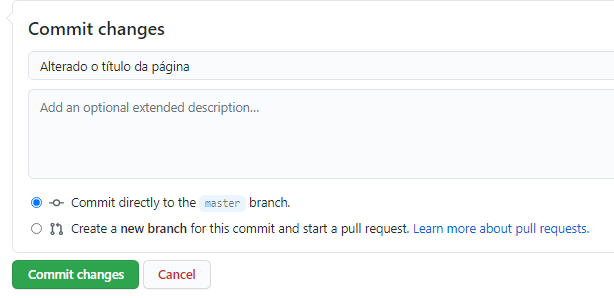 Commit changes
Alterado o título da página
Add an optional extended description...
Commit directly to the master branch.
Create a new branch for this commit and start a pull request. Learn more about pull requests.
Commit changes Cancel